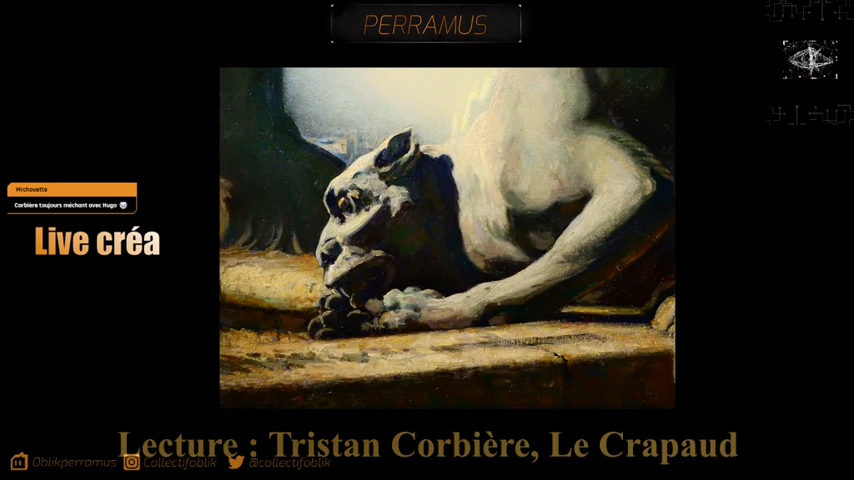 PERRAMUS
Mrchouette
Corbière toujours méchant avec Hugo
Live créa
Lecture : Tristan Corbière, Le Crapaud
Oblikperramus Collectifoblik @collectifoblik